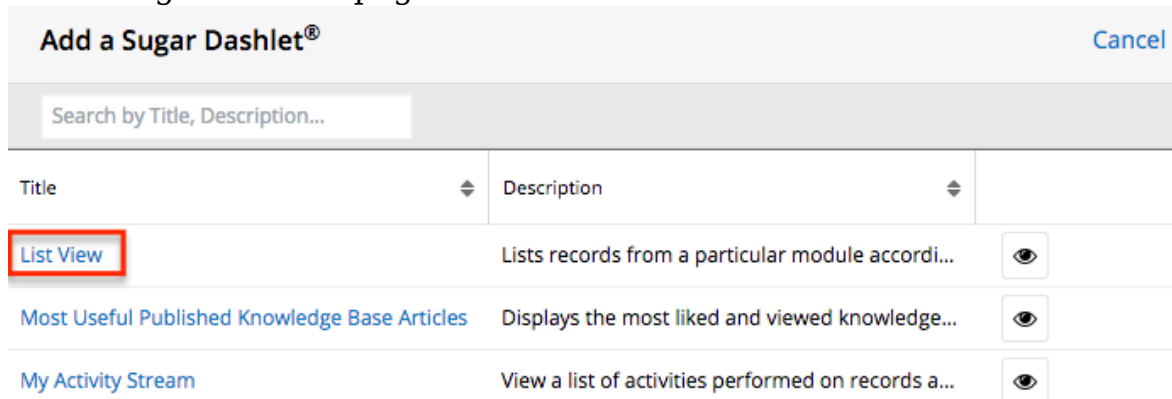 Add a Sugar Dashlet® Cancel
Search by Title, Description...
Title Description
List View Lists records from a particular module accordi...
Most Useful Published Knowledge Base Articles Displays the most liked and viewed knowledge...
My Activity Stream View a list of activities performed on records a...